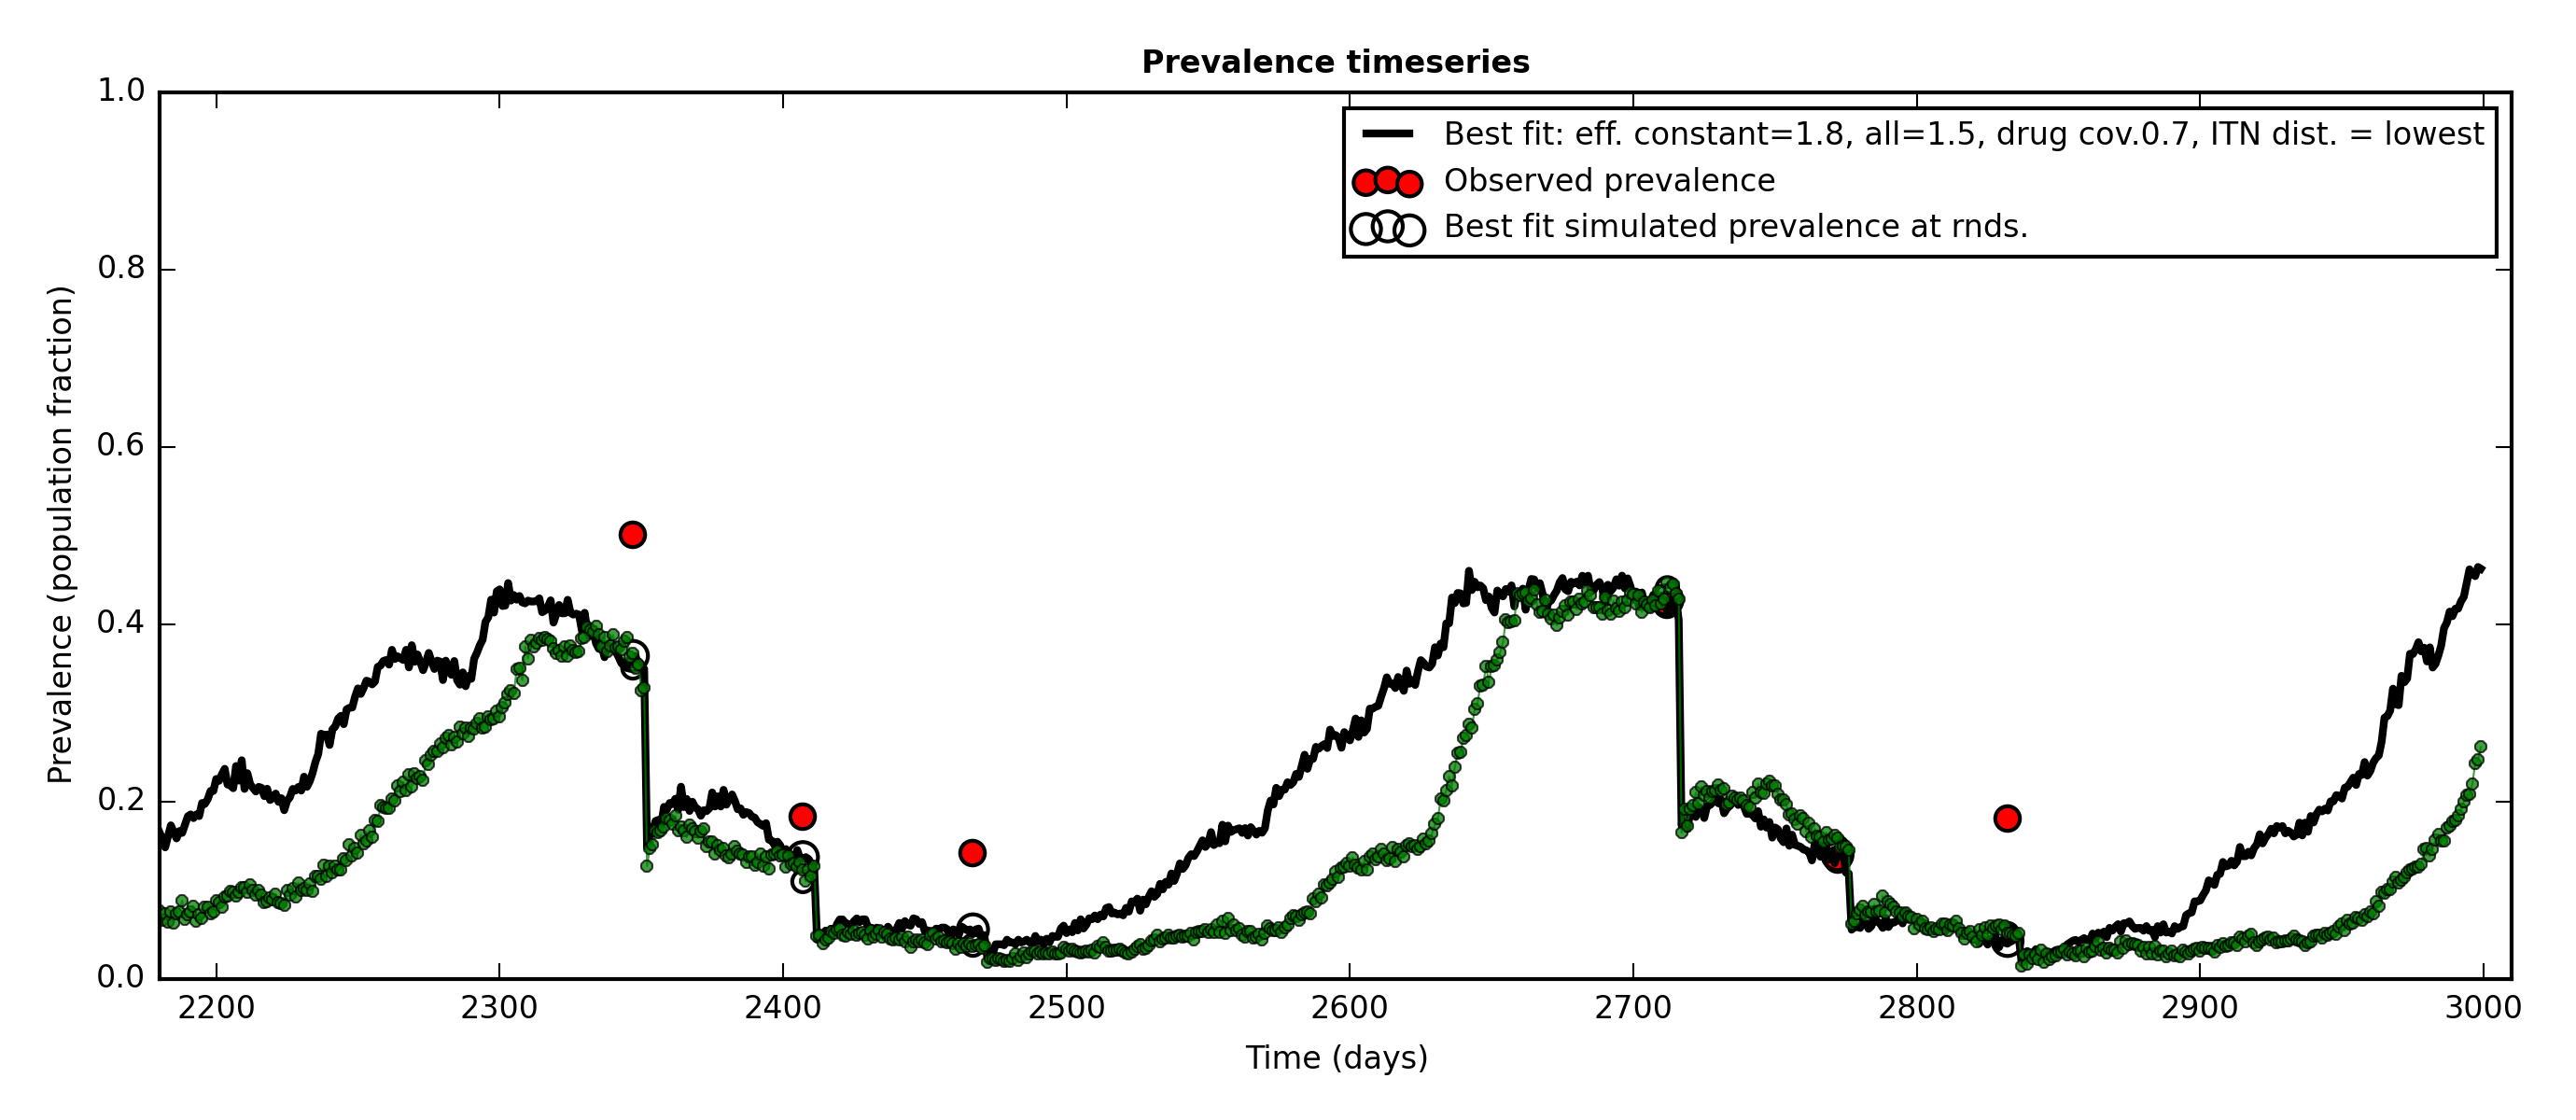 Prevalence timeseries
1.0
0.8
0.6
0.4
0.2
0.0
Prevalence (population fraction)
Best fit: eff. constant=1.8, all=1.5, drug cov.0.7, ITN dist. = lowest
Observed prevalence
Best fit simulated prevalence at rnds.
2200 2300 2400 2500 2600 2700 2800 2900 3000
Time (days)